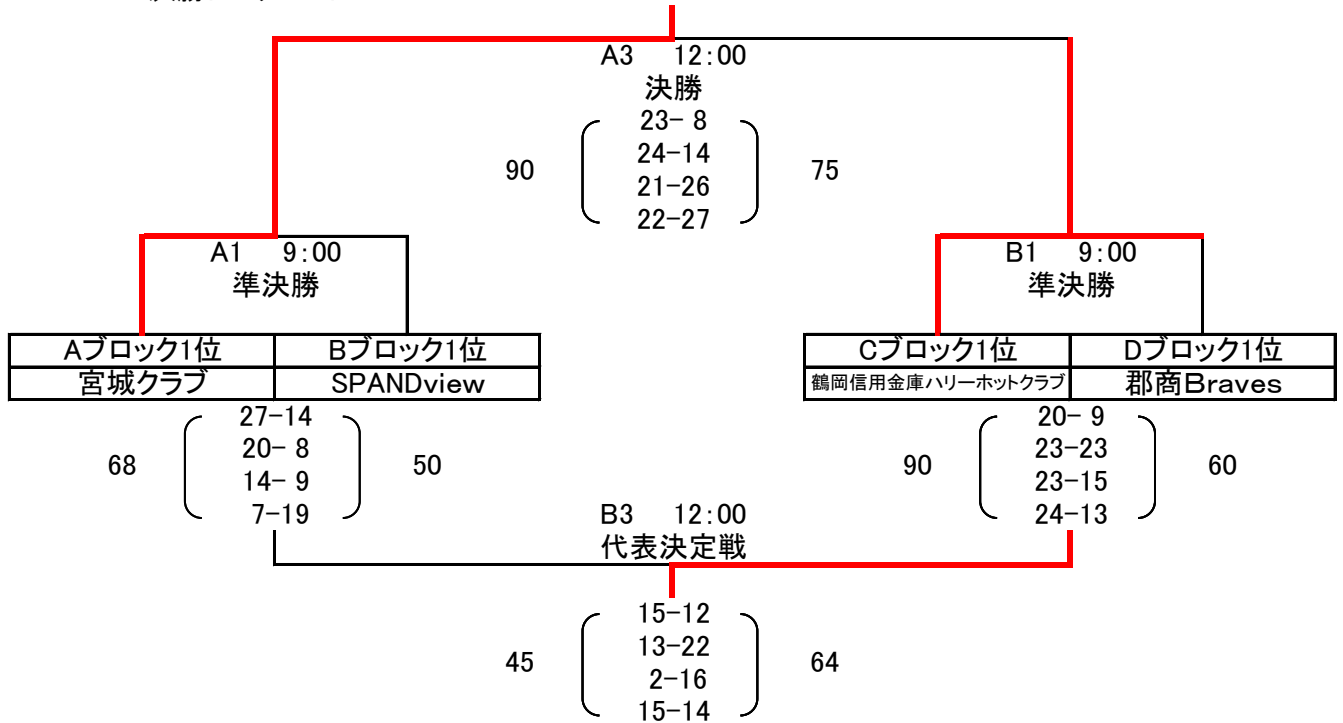 A3 12:00
決勝
23- 8
24-14
90 75
21-26
22-27
A1 9:00 B1 9:00
準決勝 準決勝
Aブロック1位 Bブロック1位 Cブロック1位 Dブロック1位
宮城クラブ SPANDview 鶴岡信用金庫ハリーホットクラブ 郡商Braves
27-14 20- 9
20- 8 23-23
68 50 90 60
14- 9 23-15
7-19 24-13
B3 12:00
代表決定戦
15-12
13-22
45 64
2-16
15-14